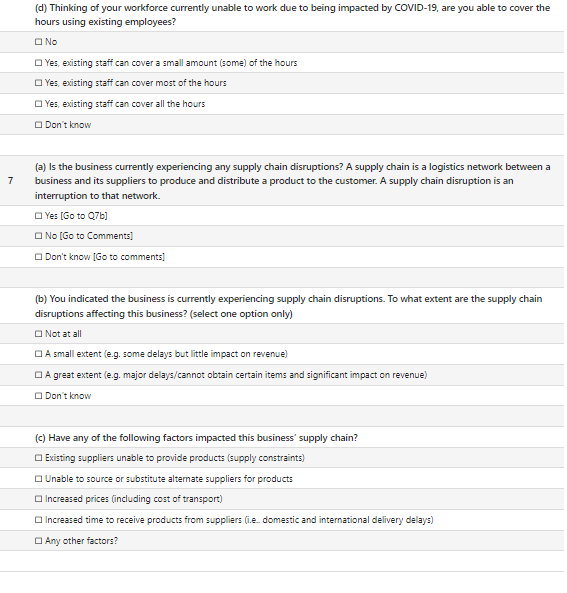 (d) Thinking of your workforce currently unable to work due to being impacted by COVID-19, are you able to cover the
hours using existing employees?
☐ No
☐ Yes, existing staff can cover a small amount (some) of the hours
☐ Yes, existing staff can cover most of the hours
☐ Yes, existing staff can cover all the hours
☐ Don't know
(a) Is the business currently experiencing any supply chain disruptions? A supply chain is a logistics network between a
7 business and its suppliers to produce and distribute a product to the customer. A supply chain disruption is an
interruption to that network.
☐ Yes [Go to Q7b]
☐ No [Go to Comments]
☐ Don't know [Go to comments]
(b) You indicated the business is currently experiencing supply chain disruptions. To what extent are the supply chain
disruptions affecting this business? (select one option only)
☐ Not at all
☐ A small extent (e.g. some delays but little impact on revenue)
☐ A great extent (e.g. major delays/cannot obtain certain items and significant impact on revenue)
☐ Don't know
(c) Have any of the following factors impacted this business' supply chain?
☐ Existing suppliers unable to provide products (supply constraints)
☐ Unable to source or substitute alternate suppliers for products
☐ Increased prices (including cost of transport)
☐ Increased time to receive products from suppliers (i.e.. domestic and international delivery delays)
☐ Any other factors?